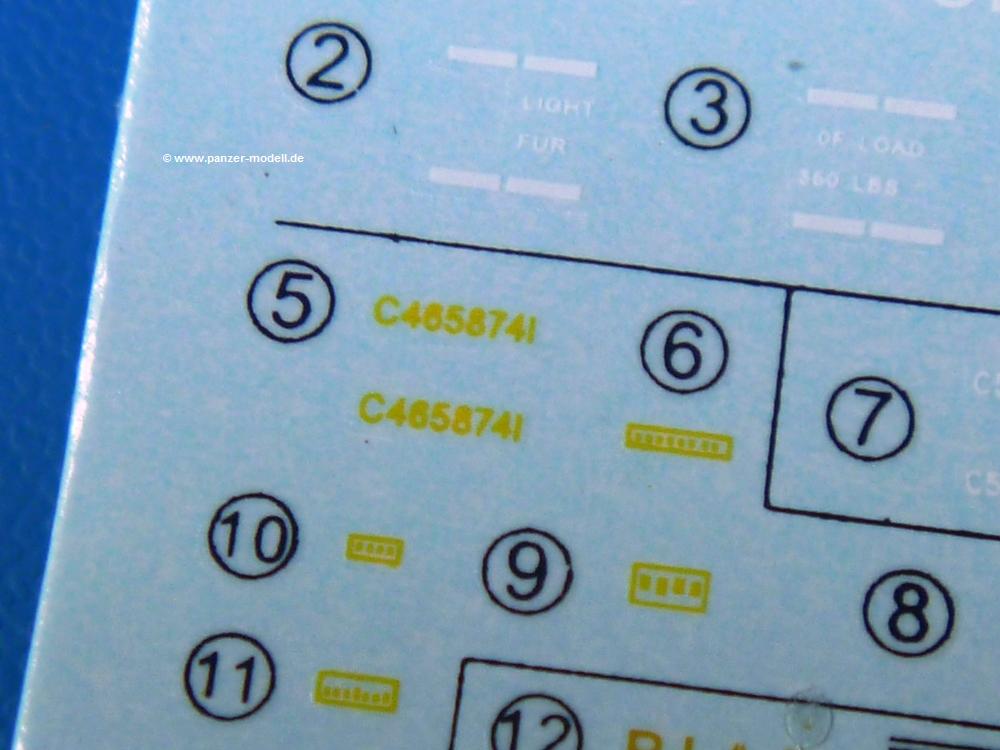 ②
LIGHT
③
FUR
OF LOAD
360 LBS
© www.panzer-modell.de
⑤ C4658741
⑥
C4658741
⑦
⑩
⑨
⑧
⑪
⑫